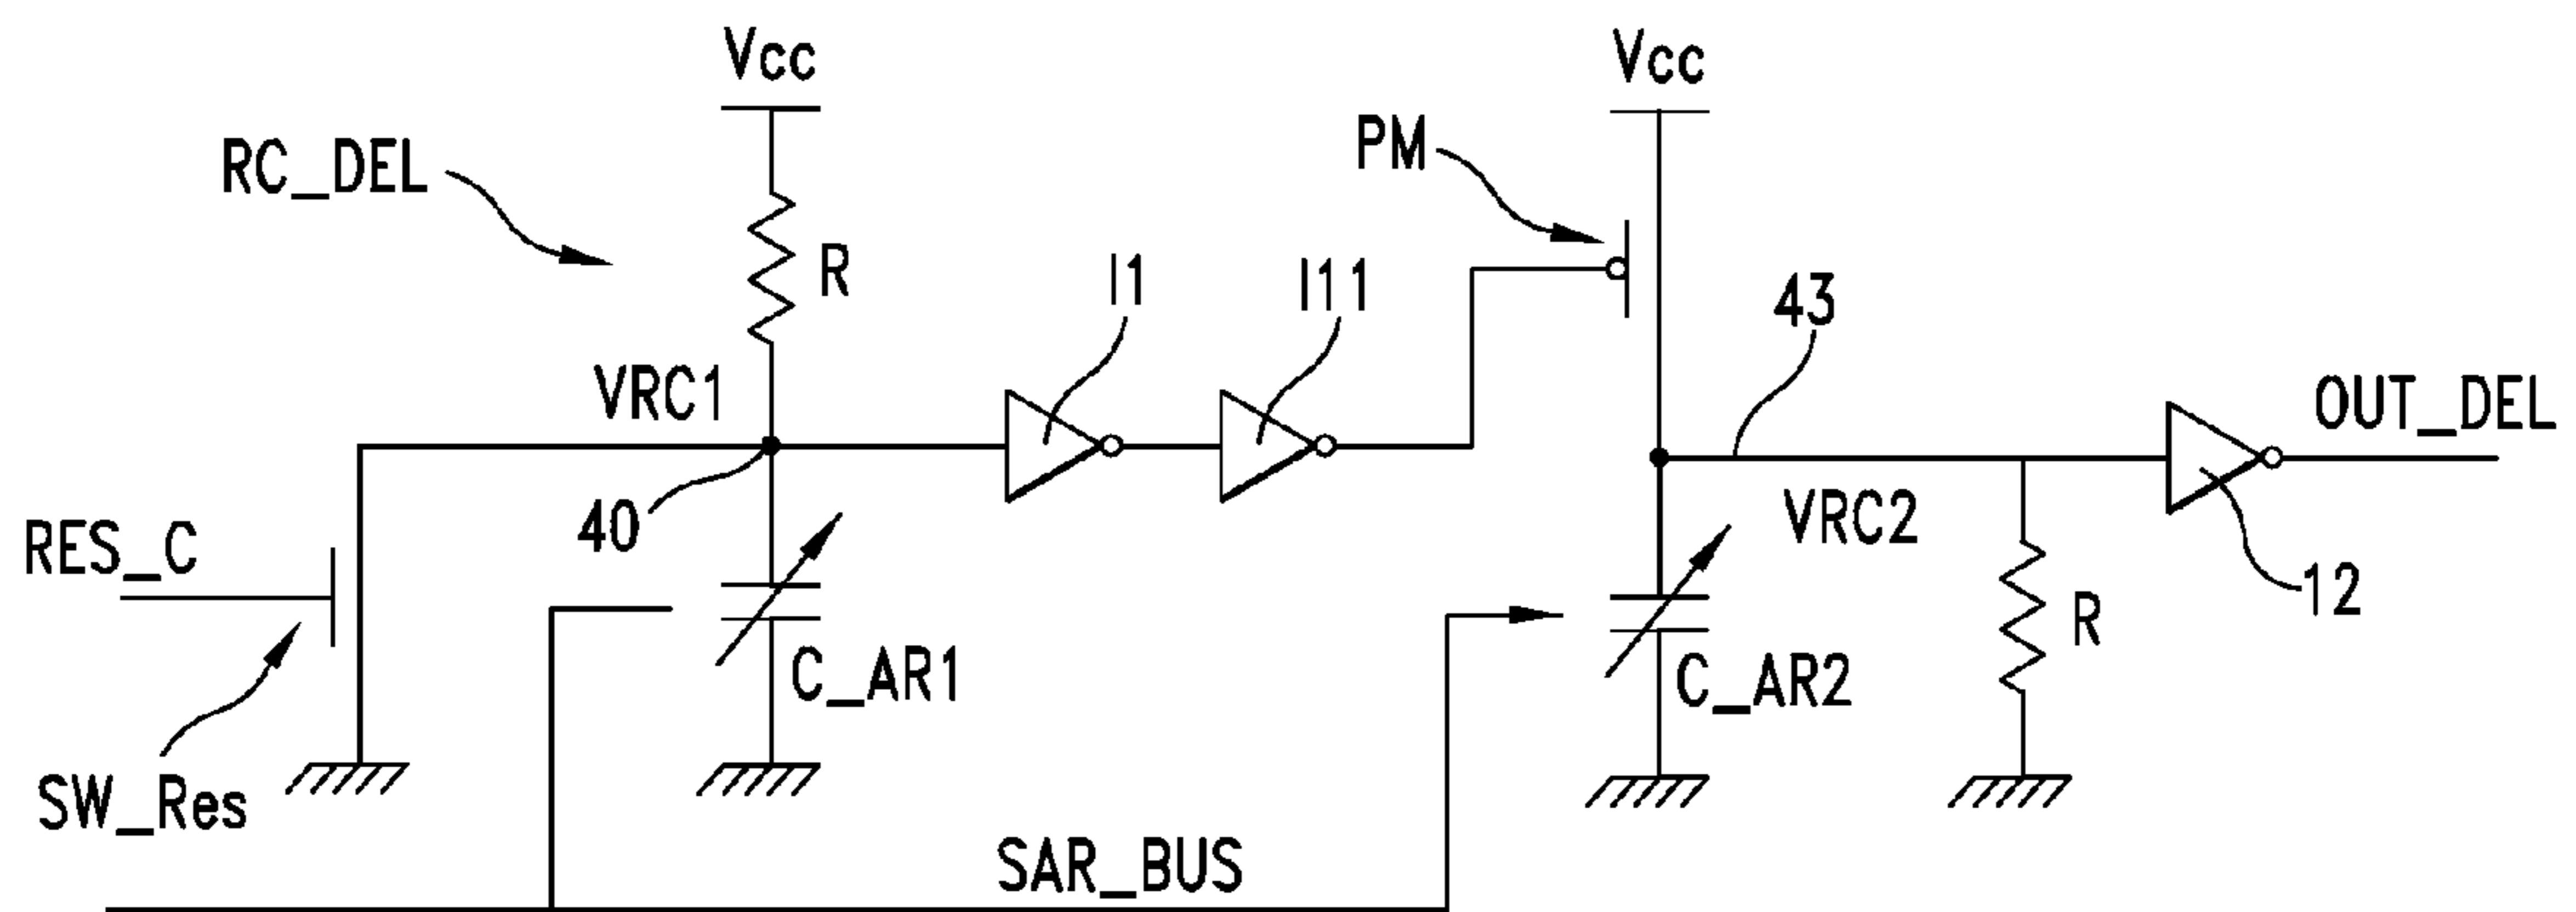 Vcc
Vcc
RC_DEL
PM
R
I1
I11
43
VRC1
OUT_DEL
40
RES_C
VRC2
12
R
C_AR1
C_AR2
SW_Res
SAR_BUS